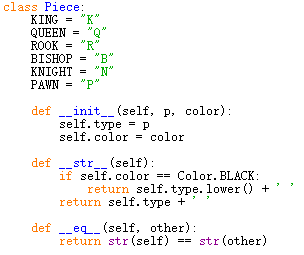 class Piece:
    KING = "K"
    QUEEN = "Q"
    ROOK = "R"
    BISHOP = "B"
    KNIGHT = "N"
    PAWN = "P"

    def __init__(self, p, color):
        self.type = p
        self.color = color

    def __str__(self):
        if self.color == Color.BLACK:
            return self.type.lower() + ' '
        return self.type + ' '

    def __eq__(self, other):
        return str(self) == str(other)